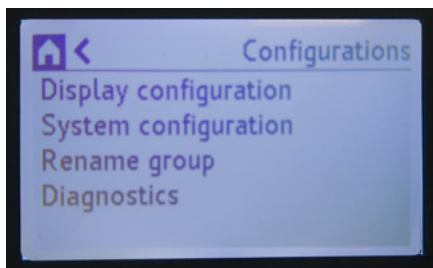 Configurations
Display configuration
System configuration
Rename group
Diagnostics